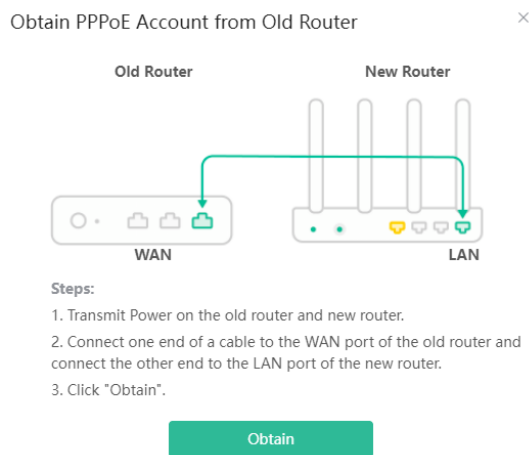 Obtain PPPoE Account from Old Router
Old Router
New Router
WAN
LAN
Steps:
1. Transmit Power on the old router and new router.
2. Connect one end of a cable to the WAN port of the old router and
connect the other end to the LAN port of the new router.
3. Click "Obtain".
Obtain